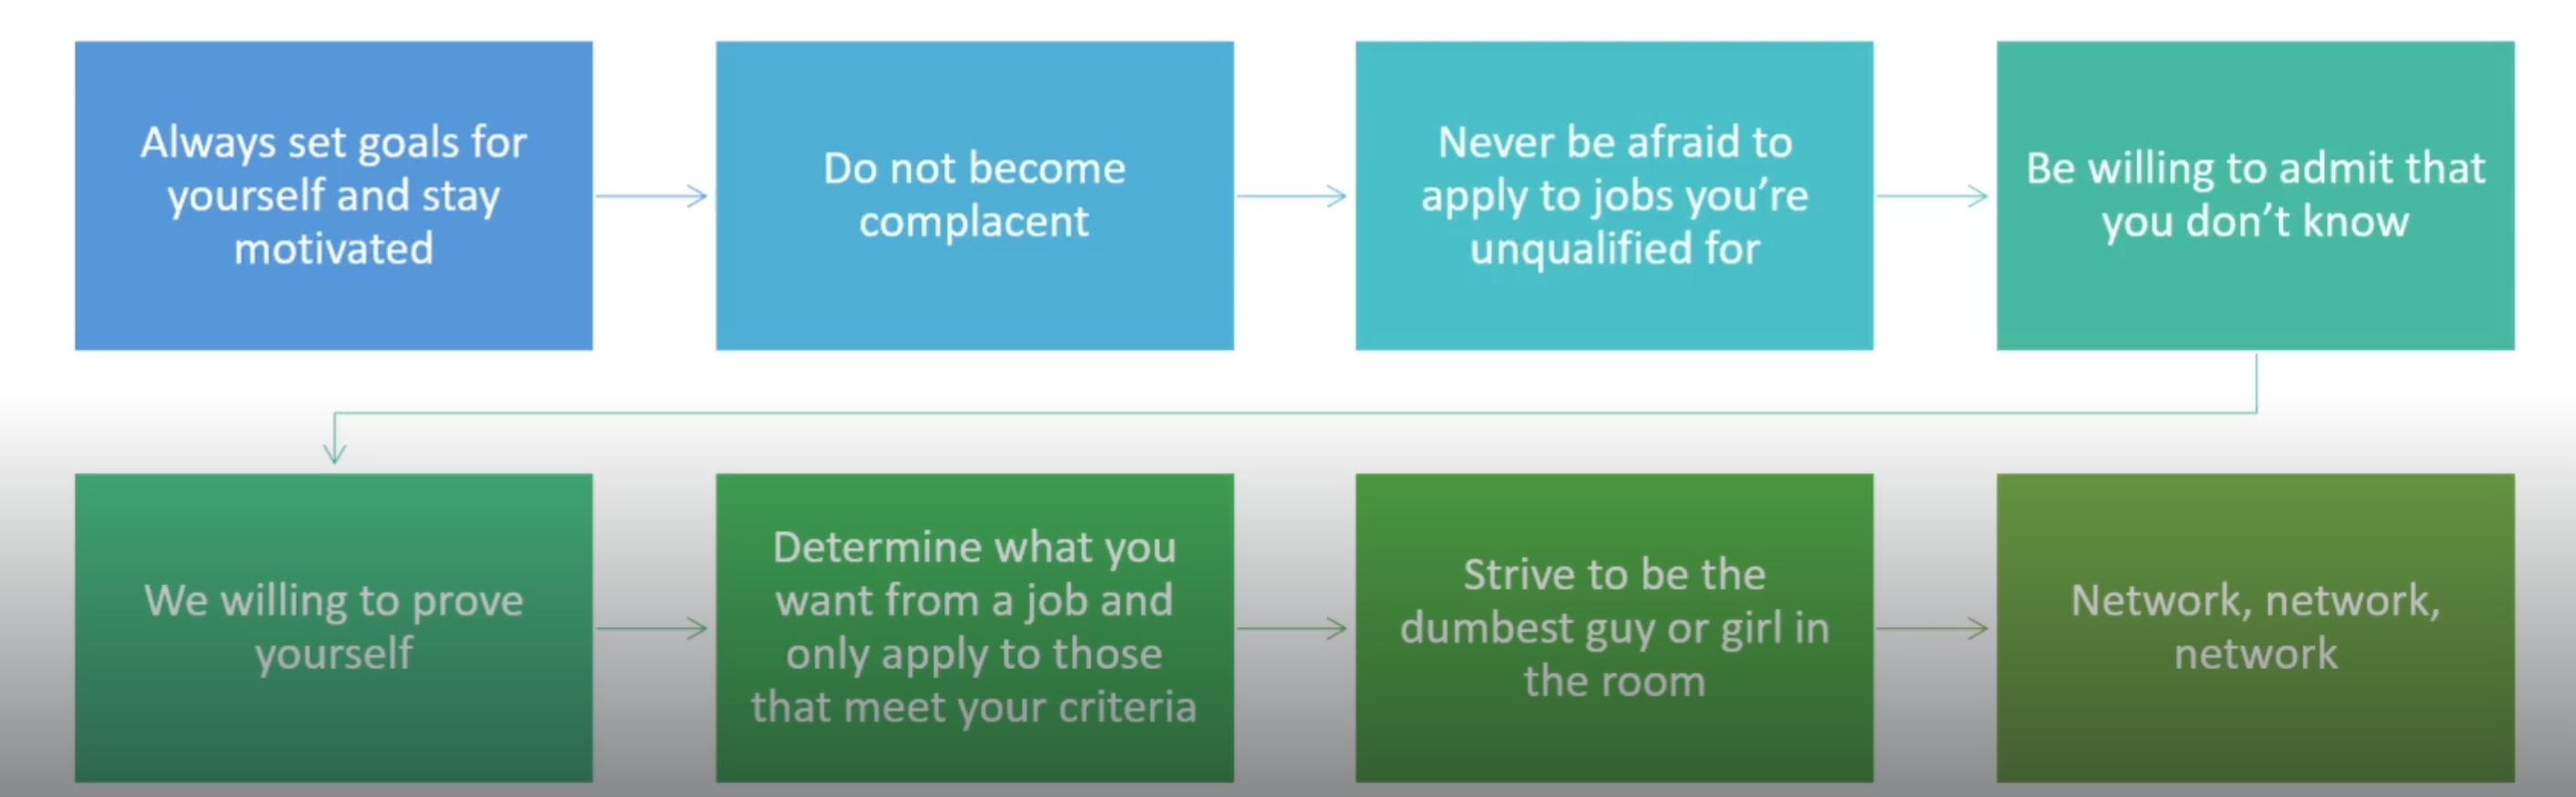 Always set goals for
yourself and stay
motivated
Do not become
complacent
Never be afraid to
apply to jobs you’re
unqualified for
Be willing to admit that
you don’t know
We willing to prove
yourself
Determine what you
want from a job and
only apply to those
that meet your criteria
Strive to be the
dumbest guy or girl in
the room
Network, network,
network